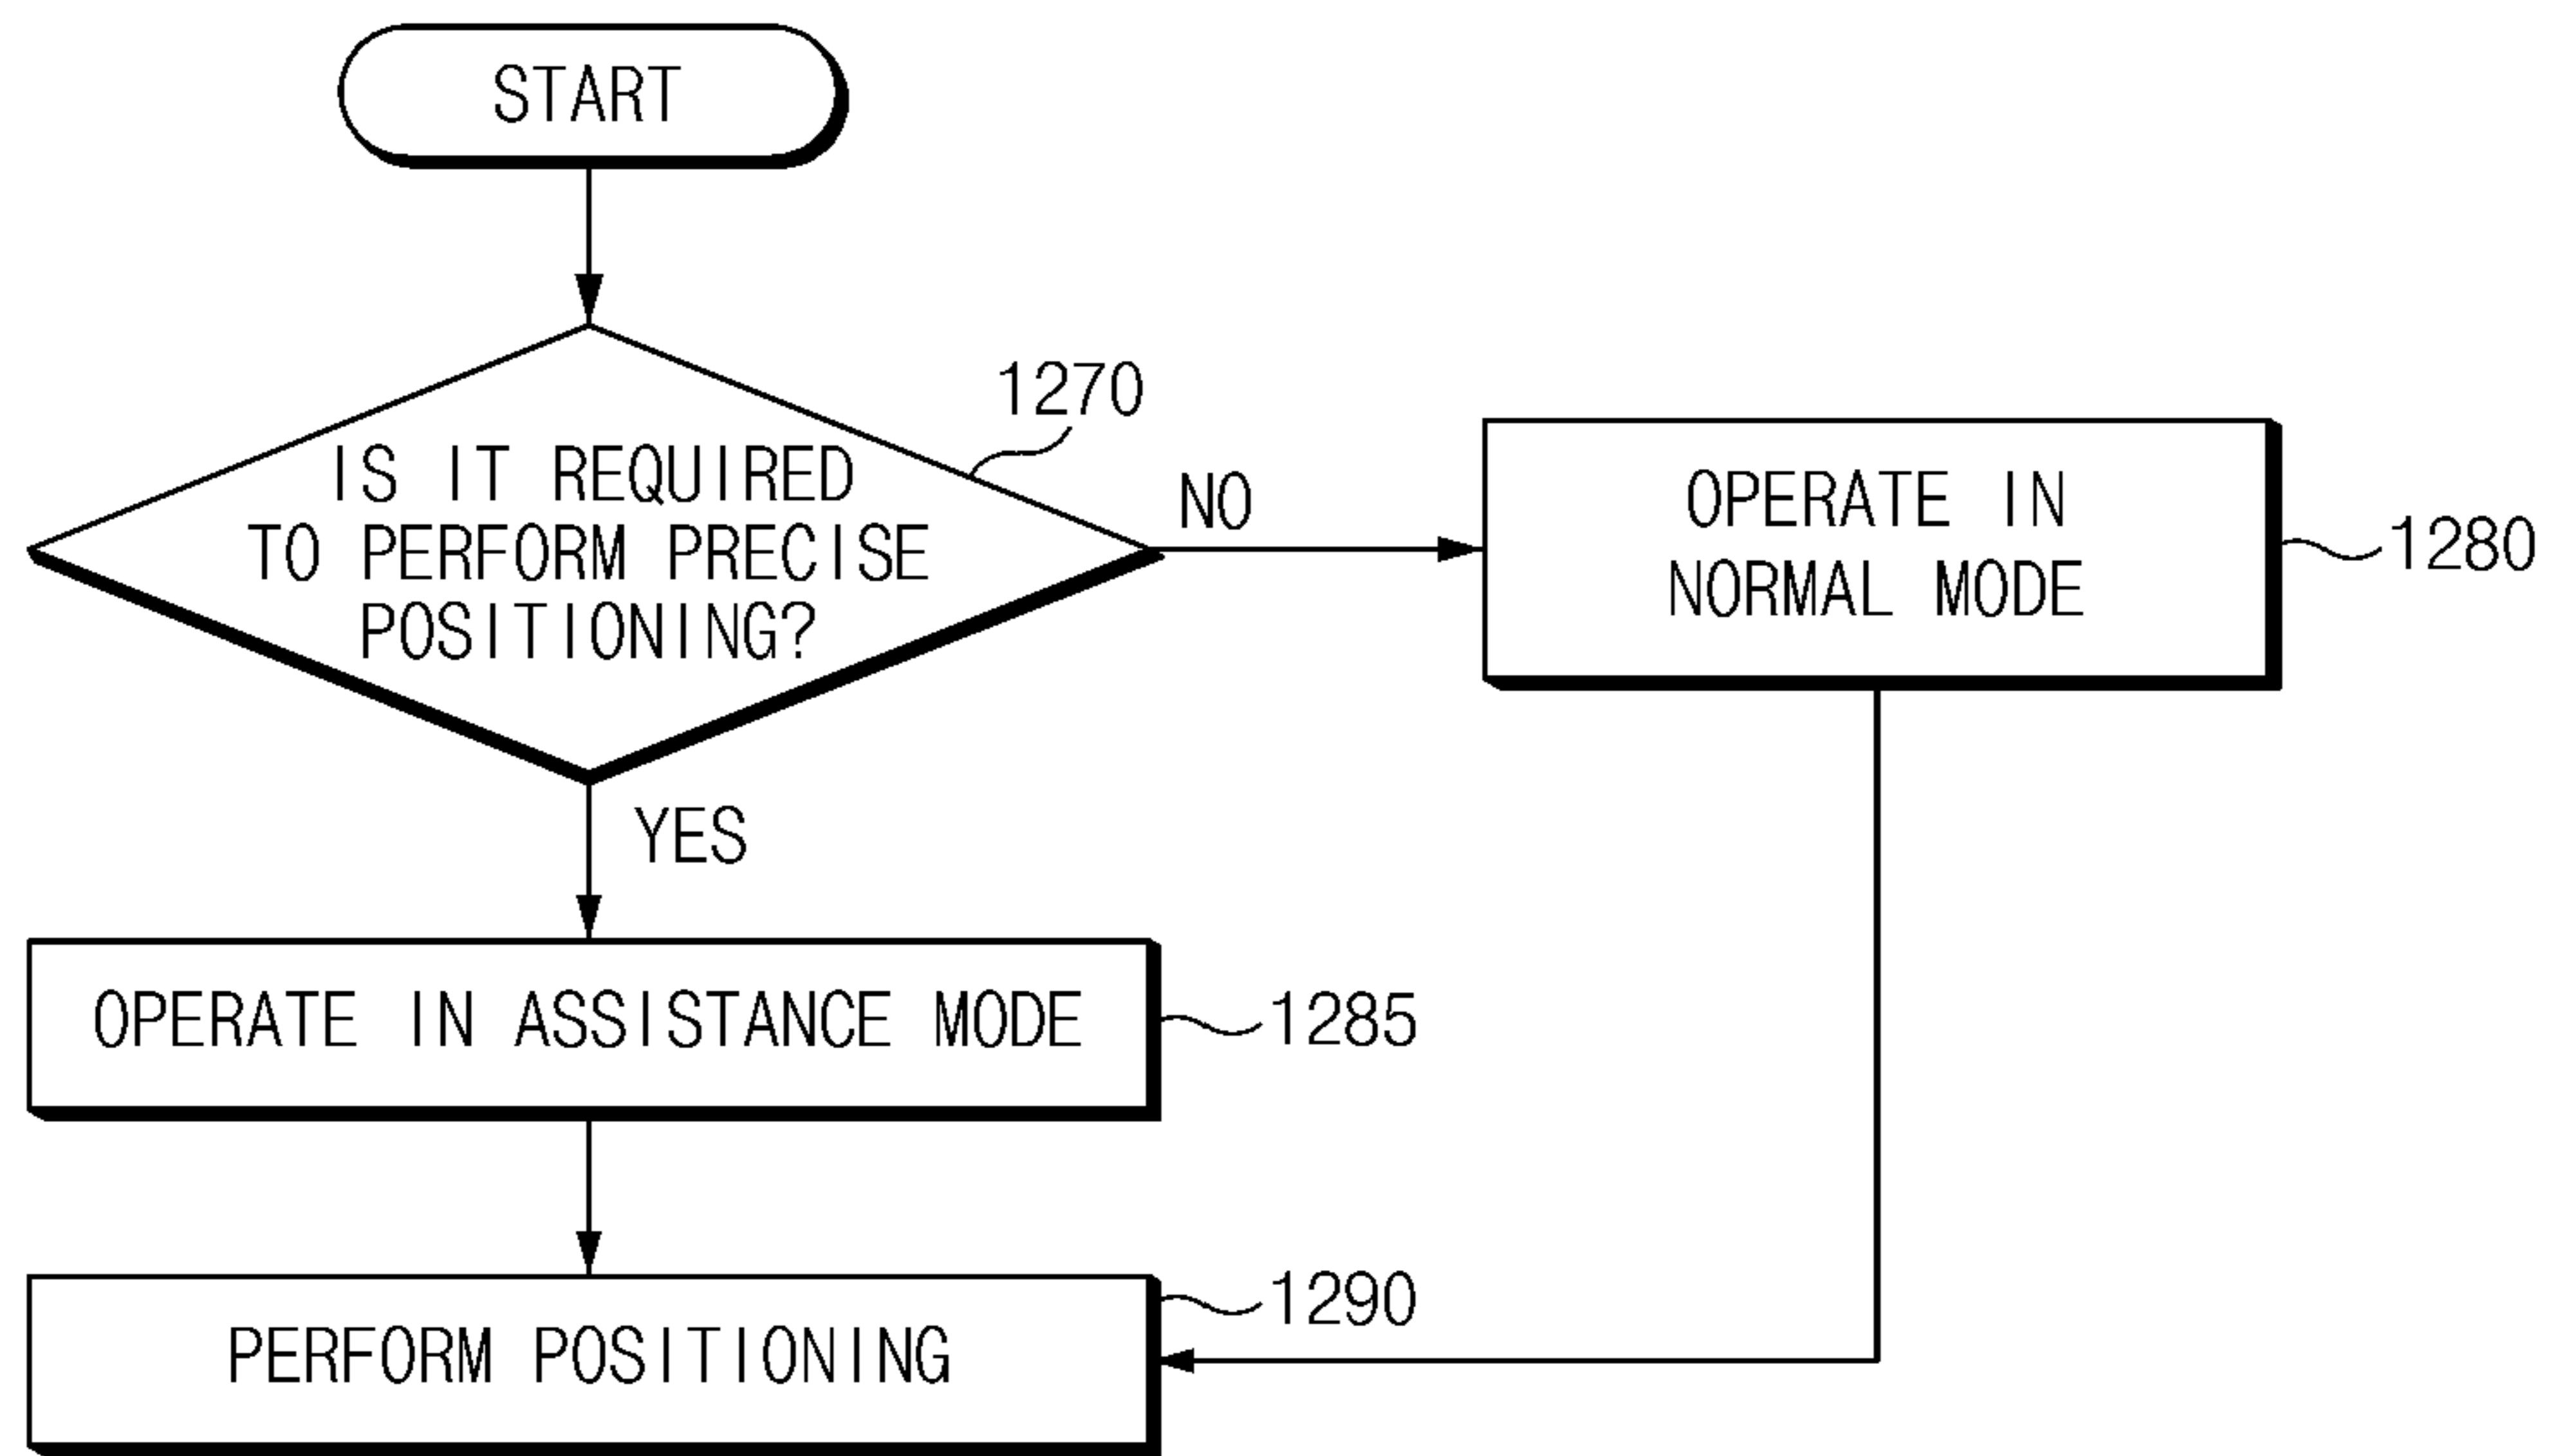 START
1270
IS IT REQUIRED
TO PERFORM PRECISE
POSITIONING?
NO
OPERATE IN
NORMAL MODE
1280
YES
OPERATE IN ASSISTANCE MODE
1285
PERFORM POSITIONING
1290